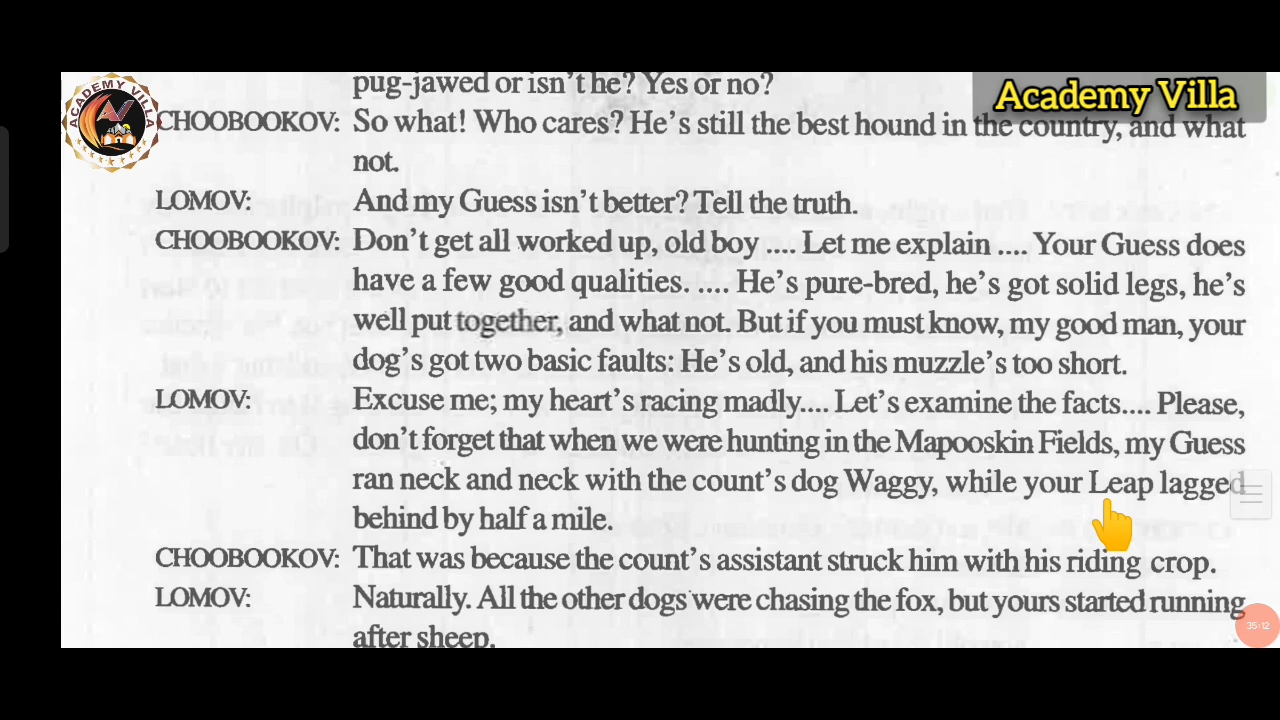 pug-jawed or isn't he? Yes or no?
Academy Villa
ACADEMY VILLA
AV
CHOOBOOKOV: So what! Who cares? He's still the best hound in the country, and what
not.
LOMOV: And my Guess isn't better? Tell the truth.
CHOOBOOKOV: Don't get all worked up, old boy .... Let me explain .... Your Guess does
have a few good qualities. .... He's pure-bred, he's got solid legs, he's
well put together, and what not. But if you must know, my good man, your
dog's got two basic faults: He's old, and his muzzle's too short.
LOMOV: Excuse me; my heart's racing madly.... Let's examine the facts.... Please,
don't forget that when we were hunting in the Mapooskin Fields, my Guess
ran neck and neck with the count's dog Waggy, while your Leap lagged
behind by half a mile.
CHOOBOOKOV: That was because the count's assistant struck him with his riding crop.
LOMOV: Naturally. All the other dogs were chasing the fox, but yours started running
after sheep.
35:12